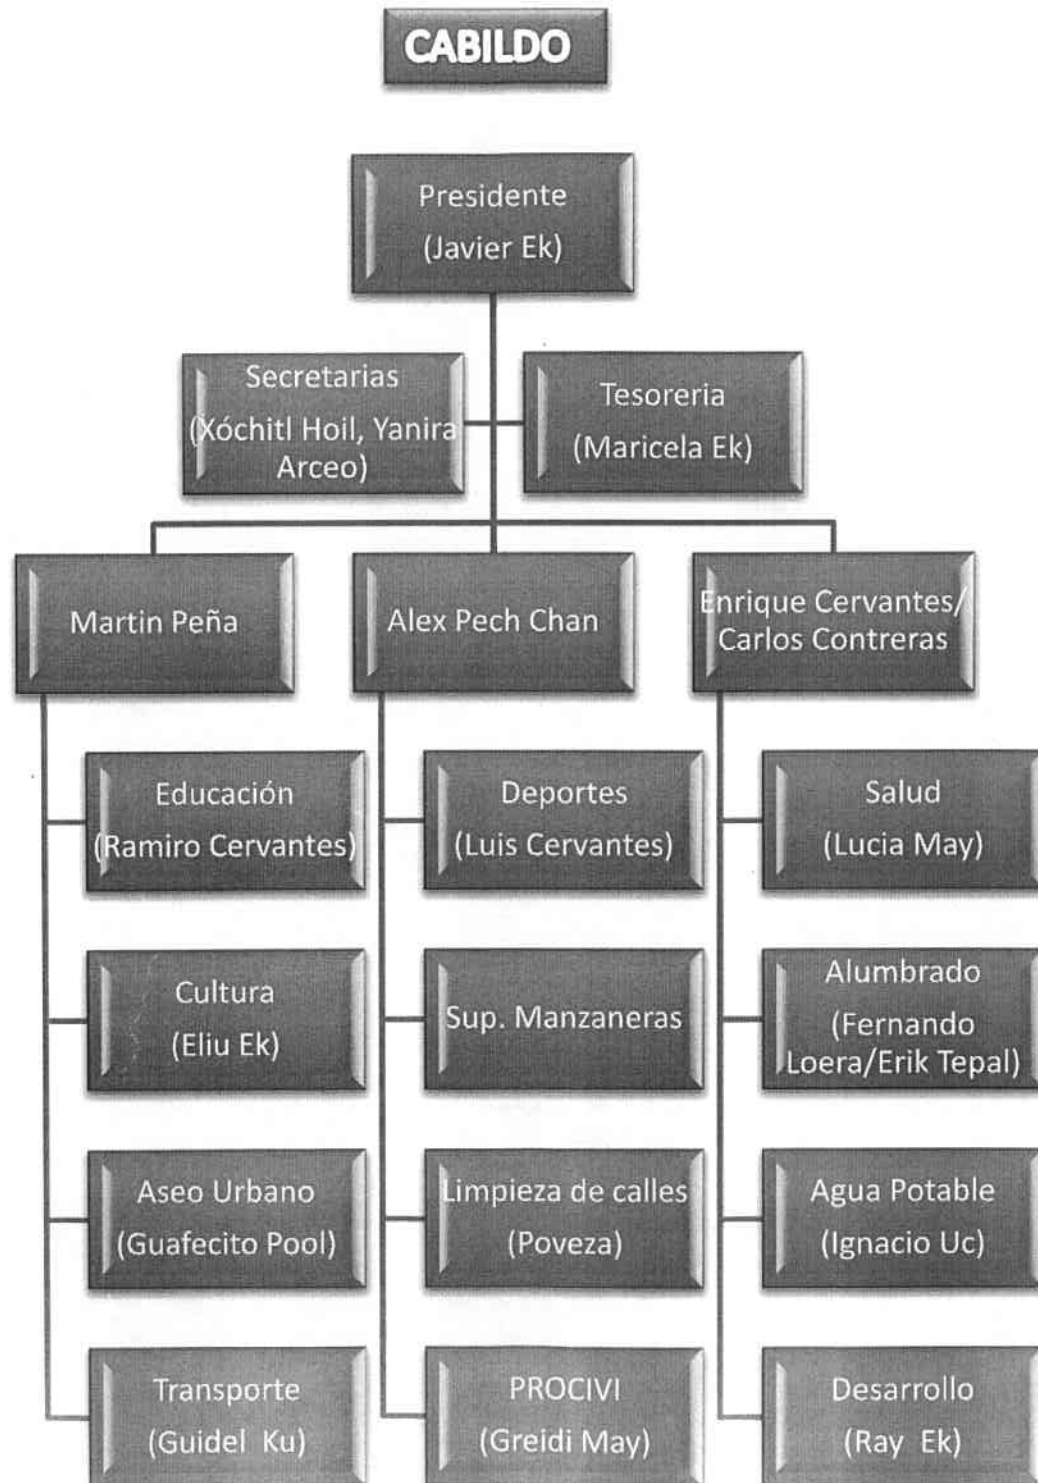 CABILDO
Presidente
(Javier Ek)
Secretarias
(Xóchitl Hoil, Yanira
Arceo)
Tesoreria
(Maricela Ek)
Martin Peña
Alex Pech Chan
Enrique Cervantes/
Carlos Contreras
Educación
(Ramiro Cervantes)
Deportes
(Luis Cervantes)
Salud
(Lucia May)
Cultura
(Eliu Ek)
Sup. Manzaneras
Alumbrado
(Fernando
Loera/Erik Tepal)
Aseo Urbano
(Guafecito Pool)
Limpieza de calles
(Poveza)
Agua Potable
(Ignacio Uc)
Transporte
(Guidel Ku)
PROCIVI
(Greidi May)
Desarrollo
(Ray Ek)